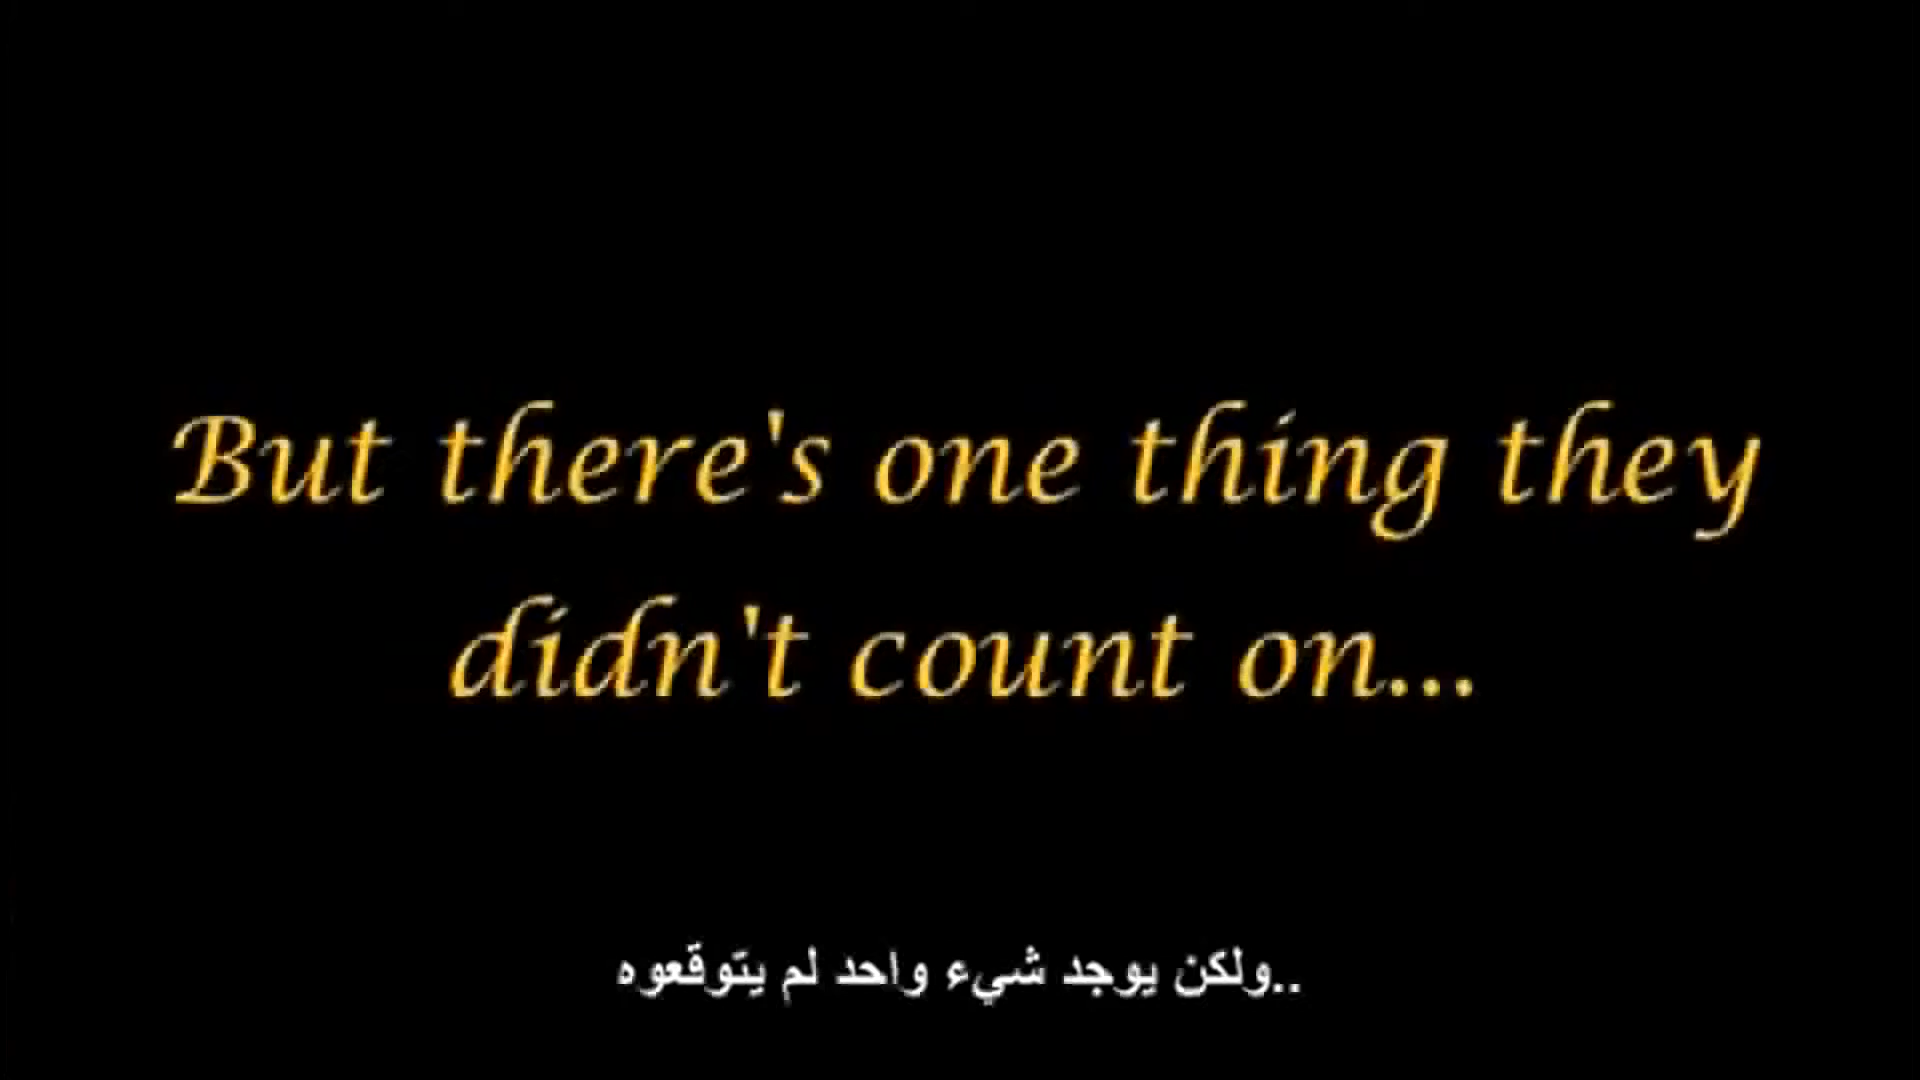 But there's one thing they
didn't count on...
ولكن يوجد شيء واحد لم يتوقعوه..